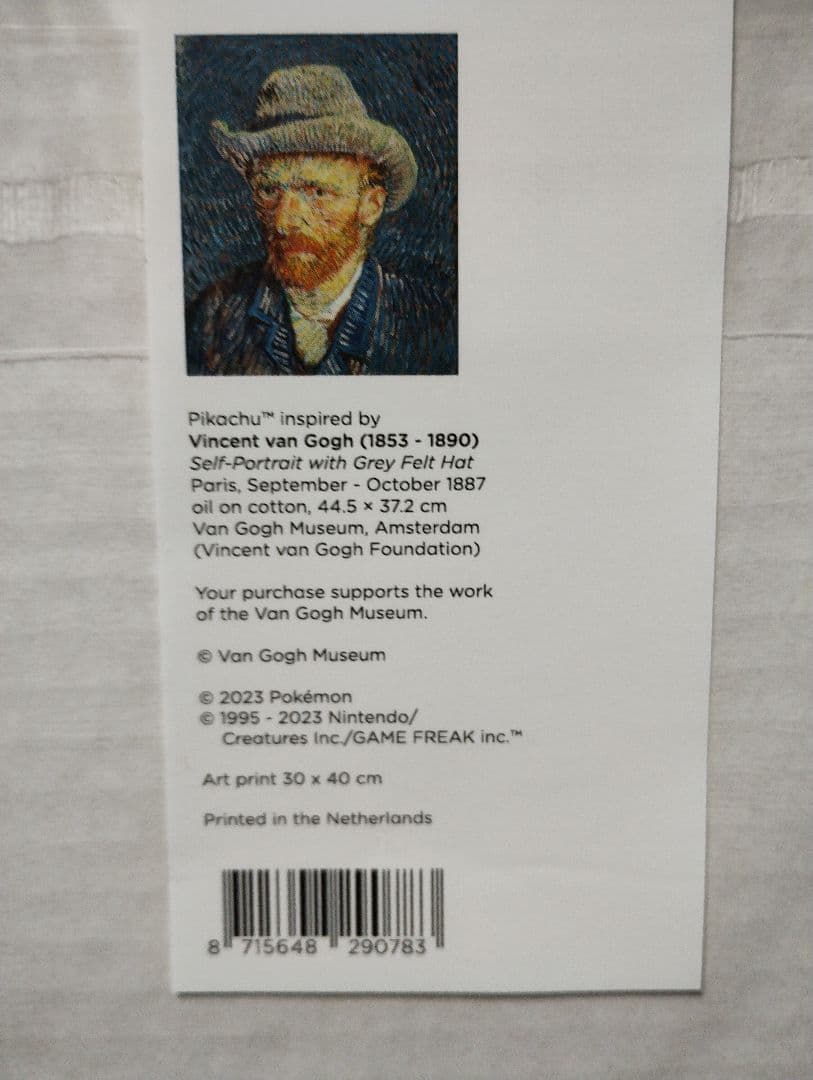 Pikachu™ inspired by
Vincent van Gogh (1853 - 1890)
Self-Portrait with Grey Felt Hat
Paris, September - October 1887
oil on cotton, 44.5 × 37.2 cm
Van Gogh Museum, Amsterdam
(Vincent van Gogh Foundation)
Your purchase supports the work
of the Van Gogh Museum.
© Van Gogh Museum
© 2023 Pokémon
© 1995 - 2023 Nintendo/
Creatures Inc./GAME FREAK inc.™
Art print 30 x 40 cm
Printed in the Netherlands
8 715648 290783